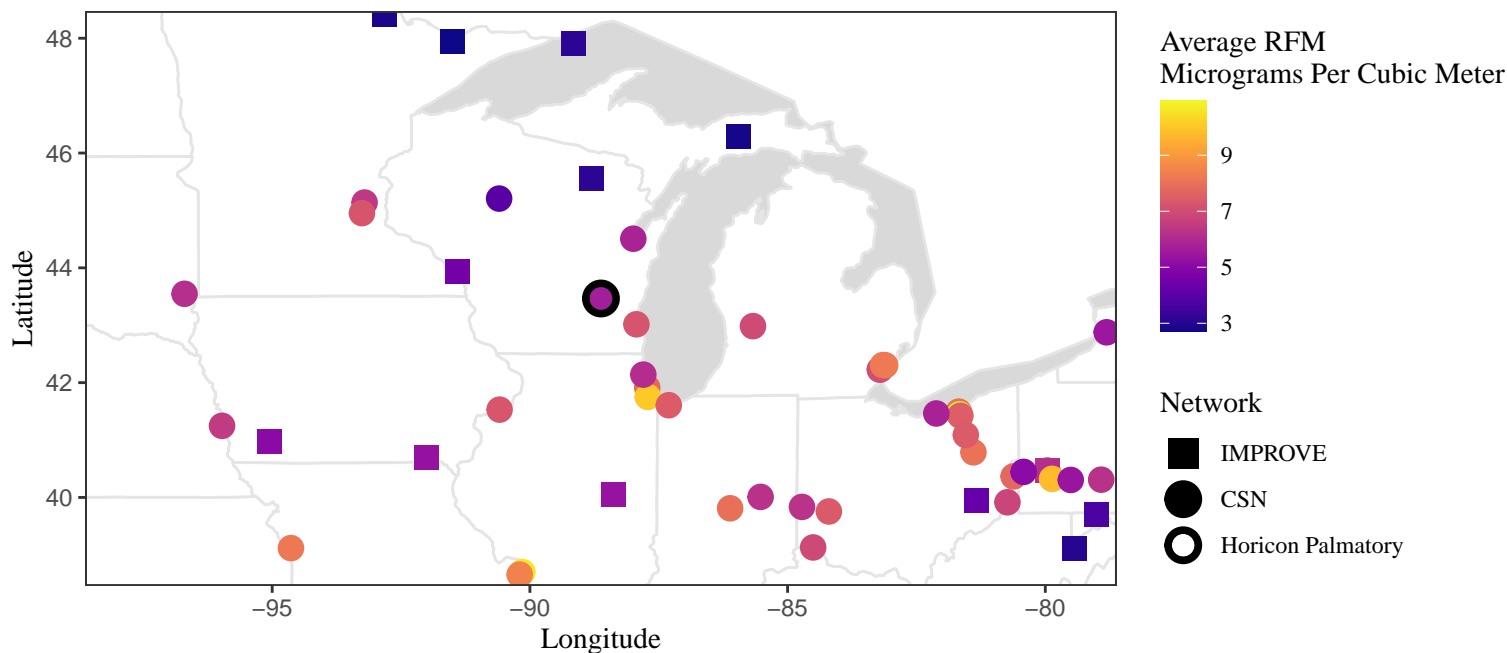 48
46
44
42
40
Latitude
−95
−90
−85
−80
Longitude
Average RFM
Micrograms Per Cubic Meter
9
7
5
3
Network
IMPROVE
CSN
Horicon Palmatory